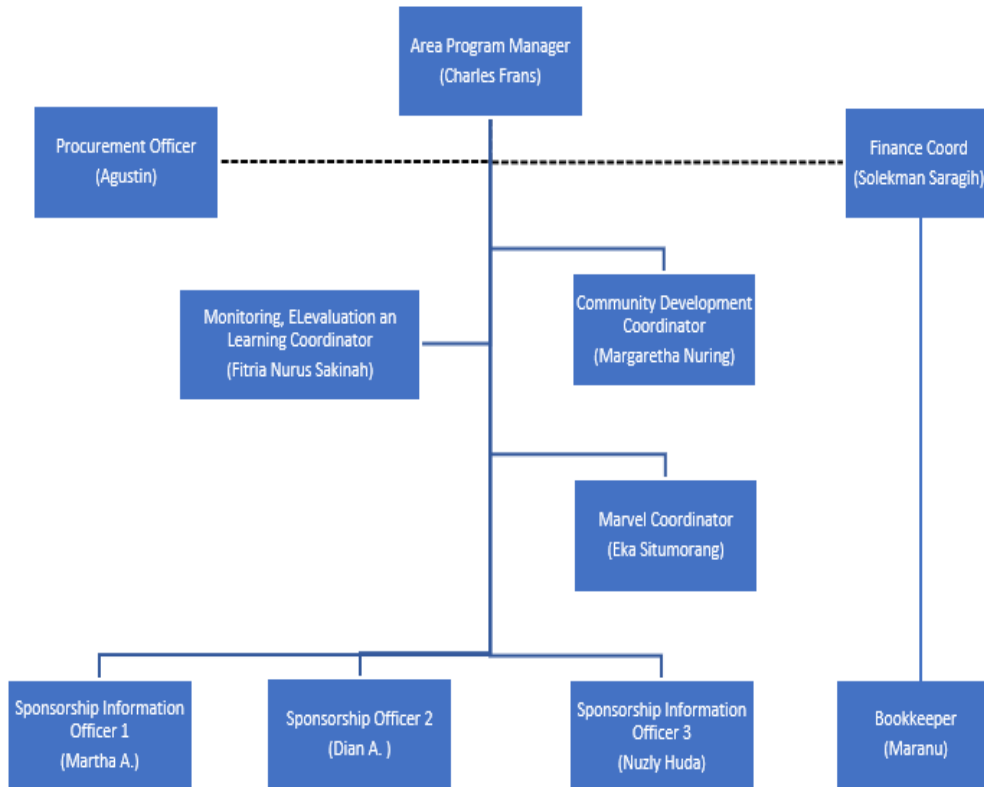 Area Program Manager
(Charles Frans)
Procurement Officer
(Agustin)
Finance Coord
(Solekman Saragih)
Community Development
Coordinator
(Margaretha Nuring)
Monitoring, ELevaluation an
Learning Coordinator
(Fitria Nurus Sakinah)
Marvel Coordinator
(Eka Situmorang)
Sponsorship Information
Officer 1
(Martha A.)
Sponsorship Officer 2
(Dian A. )
Sponsorship Information
Officer 3
(Nuzly Huda)
Bookkeeper
(Maranu)